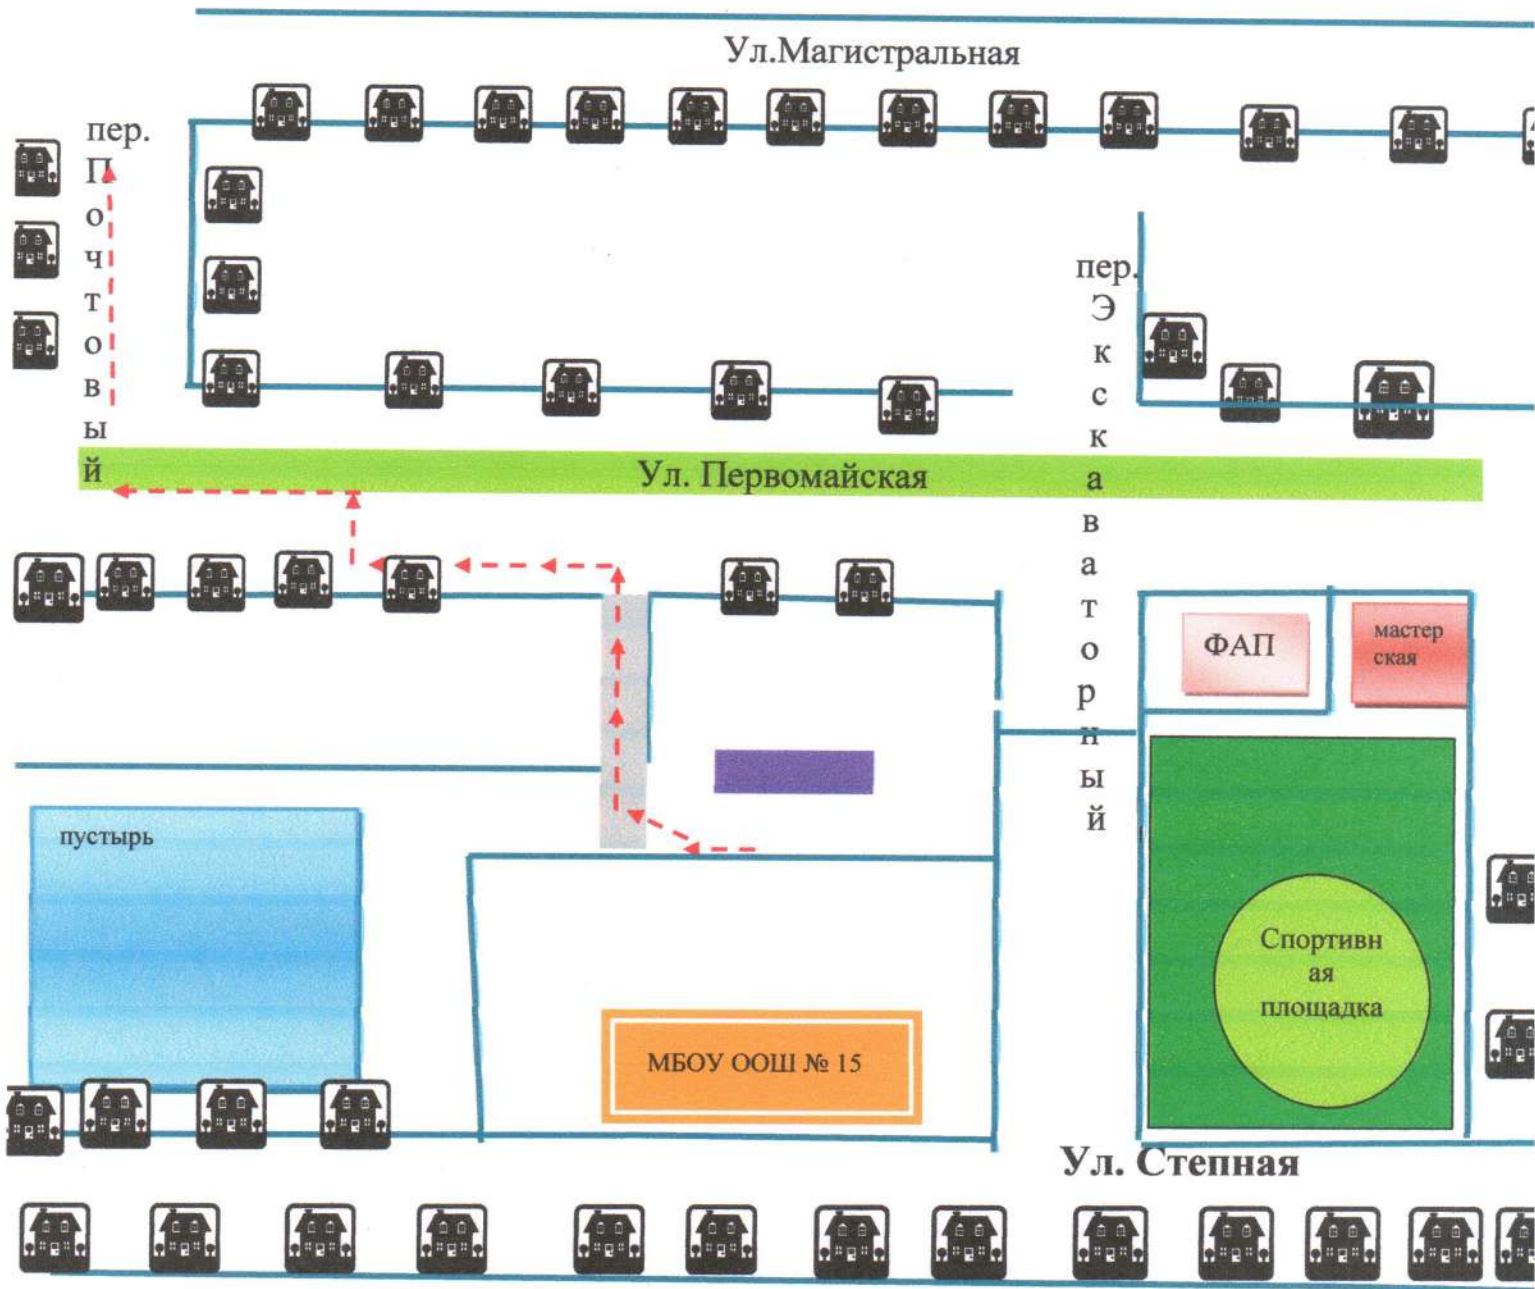 Ул.Магистральная
пер.
П
о
ч
т
о
в
ы
й
пер.
Э
к
с
к
а
в
а
т
о
р
н
ы
й
Ул. Первомайская
ФАП
мастер
ская
пустырь
Спортивн
ая
площадка
МБОУ ООШ № 15
Ул. Степная